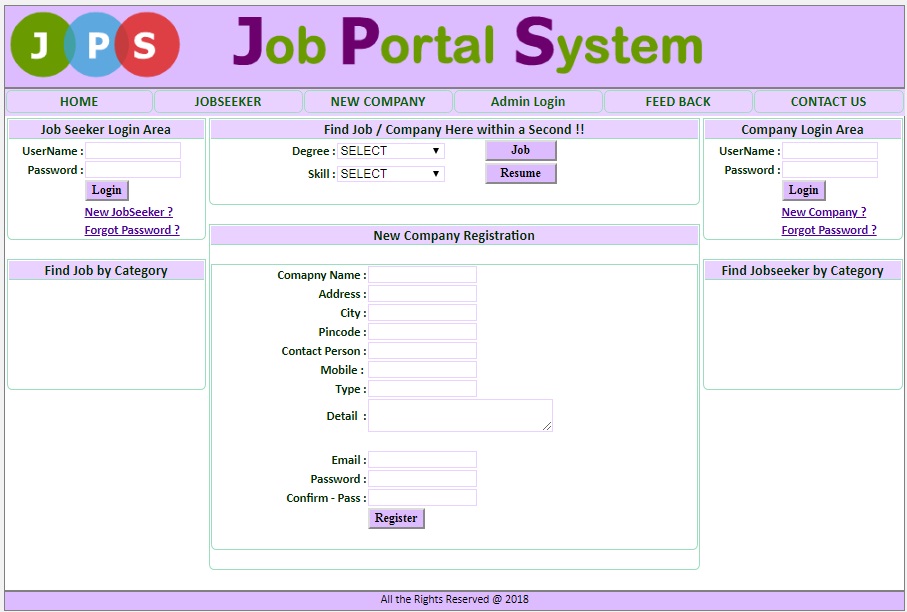 JPS Job Portal System
HOME JOBSEEKER NEW COMPANY Admin Login FEED BACK CONTACT US
Job Seeker Login Area
UserName :
Password :
Login
New JobSeeker ?
Forgot Password ?
Find Job by Category
Find Job / Company Here within a Second !!
Degree : SELECT Job
Skill : SELECT Resume
New Company Registration
Comapny Name :
Address :
City :
Pincode :
Contact Person :
Mobile :
Type :
Detail :
Email :
Password :
Confirm - Pass :
Register
Company Login Area
UserName :
Password :
Login
New Company ?
Forgot Password ?
Find Jobseeker by Category
All the Rights Reserved @ 2018